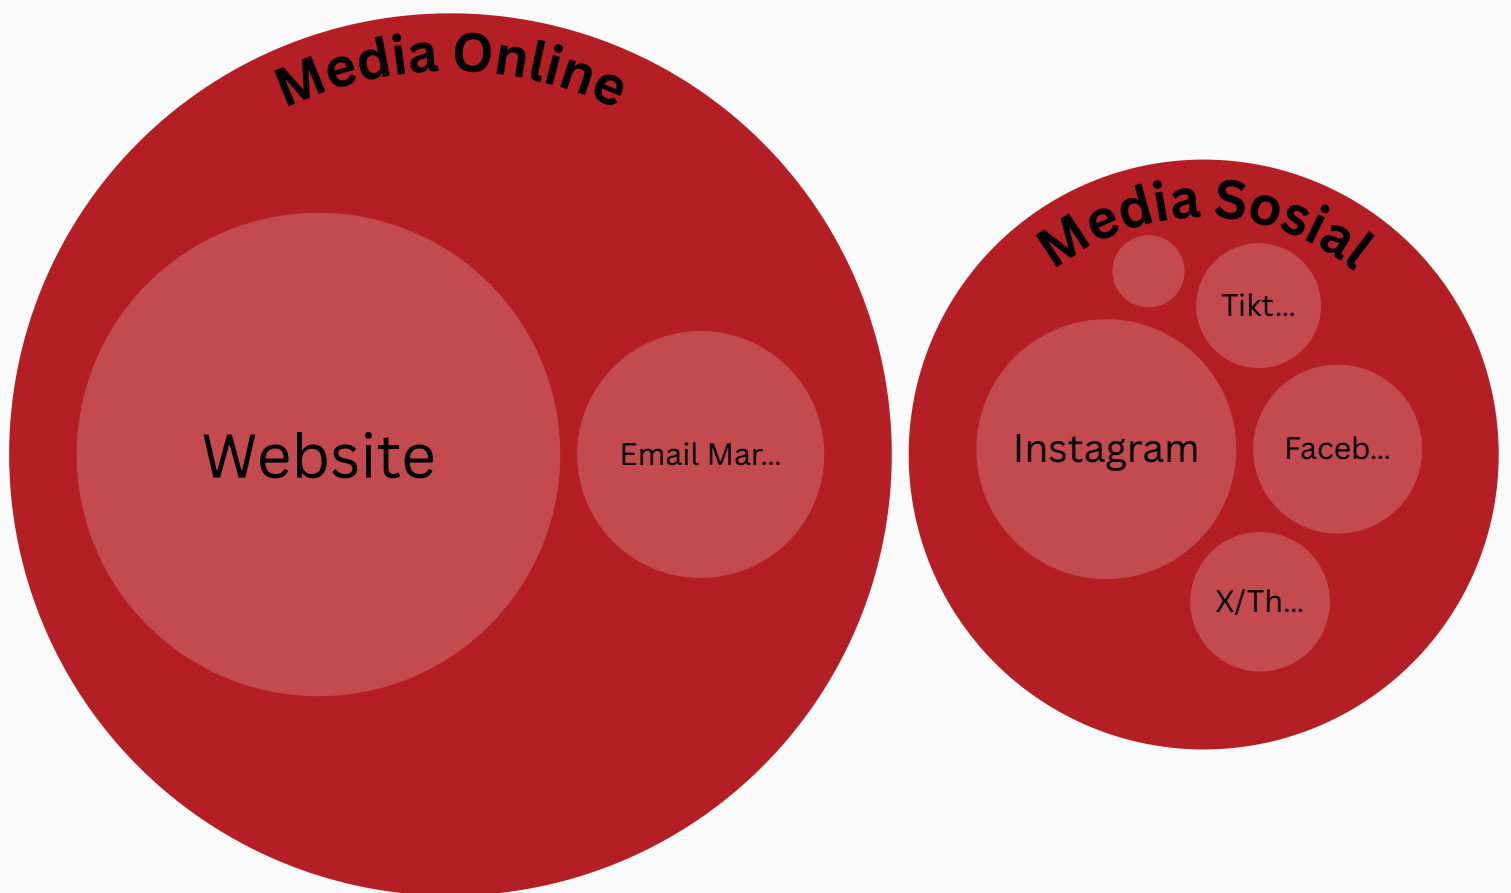 Media Online
Website
Email Mar...
Media Sosial
Tikt...
Instagram
Faceb...
X/Th...